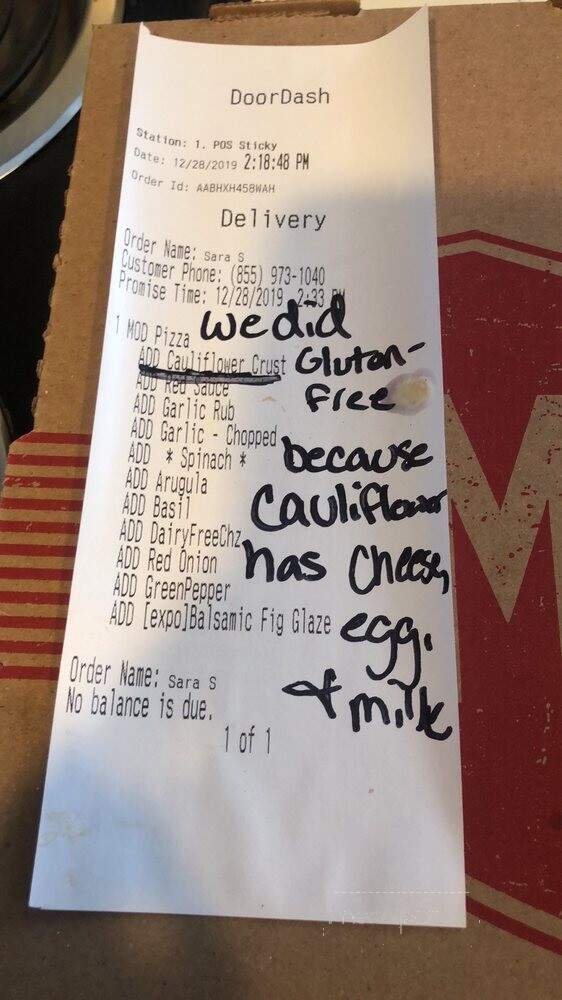 DoorDash
Station: 1. POS Sticky
Date: 12/28/2019 2:18:48 PM
Order Id: AABHXH458WAH
Delivery
Order Name: Sara S
Customer Phone: (855) 973-1040
Promise Time: 12/28/2019 2:33 PM
1 MOD Pizza
ADD Cauliflower Crust
ADD Red Sauce
ADD Garlic Rub
ADD Garlic - Chopped
ADD * Spinach *
ADD Arugula
ADD Basil
ADD DairyFreeChz
ADD Red Onion
ADD GreenPepper
ADD [expo]Balsamic Fig Glaze
we did
Glutan-
Free
because
Cauliflower
has Cheese,
egg,
& milk
Order Name: Sara S
No balance is due.
1 of 1
M